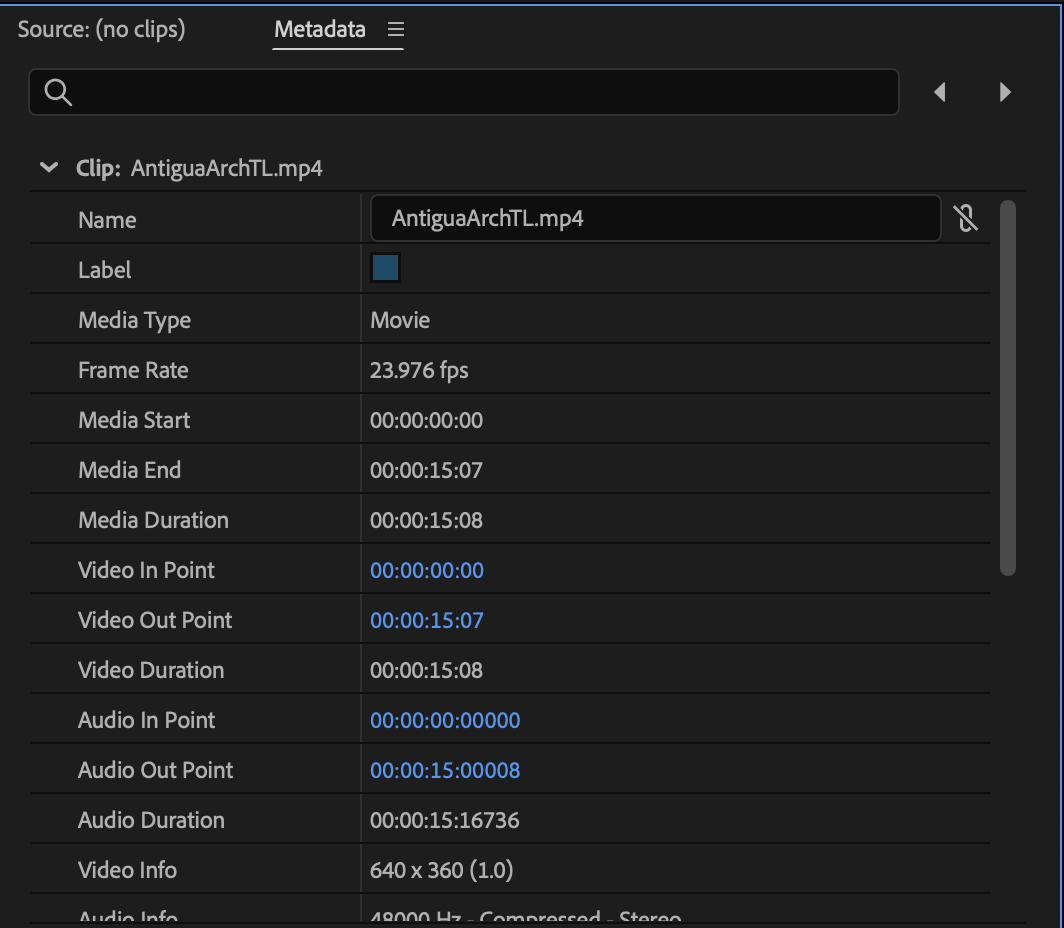 Source: (no clips)
Metadata
Clip: AntiguaArchTL.mp4
Name AntiguaArchTL.mp4
Label
Media Type Movie
Frame Rate 23.976 fps
Media Start 00:00:00:00
Media End 00:00:15:07
Media Duration 00:00:15:08
Video In Point 00:00:00:00
Video Out Point 00:00:15:07
Video Duration 00:00:15:08
Audio In Point 00:00:00:00000
Audio Out Point 00:00:15:00008
Audio Duration 00:00:15:16736
Video Info 640 x 360 (1.0)
Audio Info 48000 Hz - Compressed - Stereo